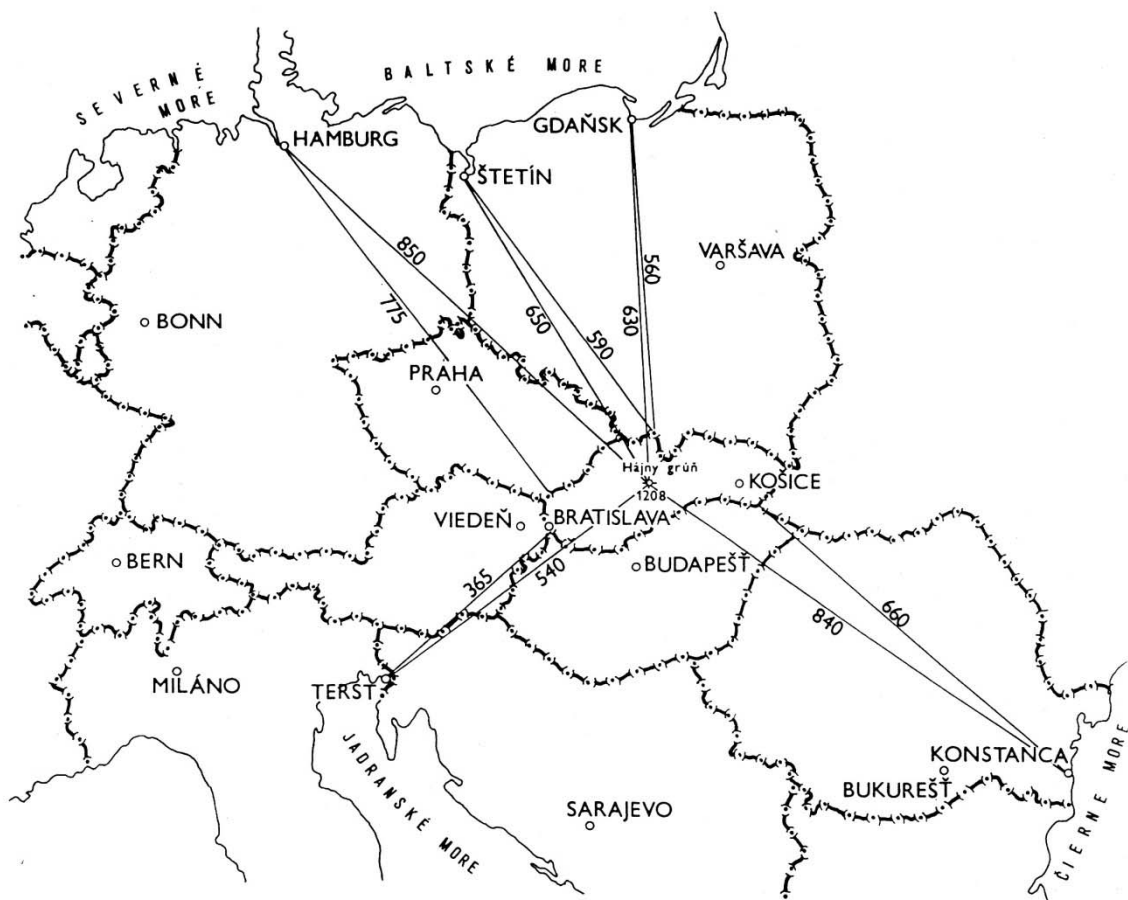 SEVERNÉ
MORE
BALTSKÉ MORE
HAMBURG
GDAŇSK
ŠTETÍN
VARŠAVA
850
560
775
650
590
630
BONN
PRAHA
Hájny grúň
1208
KOŠICE
VIEDEŇ
BRATISLAVA
BERN
BUDAPEŠŤ
365
540
660
840
MILÁNO
TERST
JADRANSKÉ MORE
KONSTANCA
BUKUREŠŤ
SARAJEVO
ČIERNE MORE